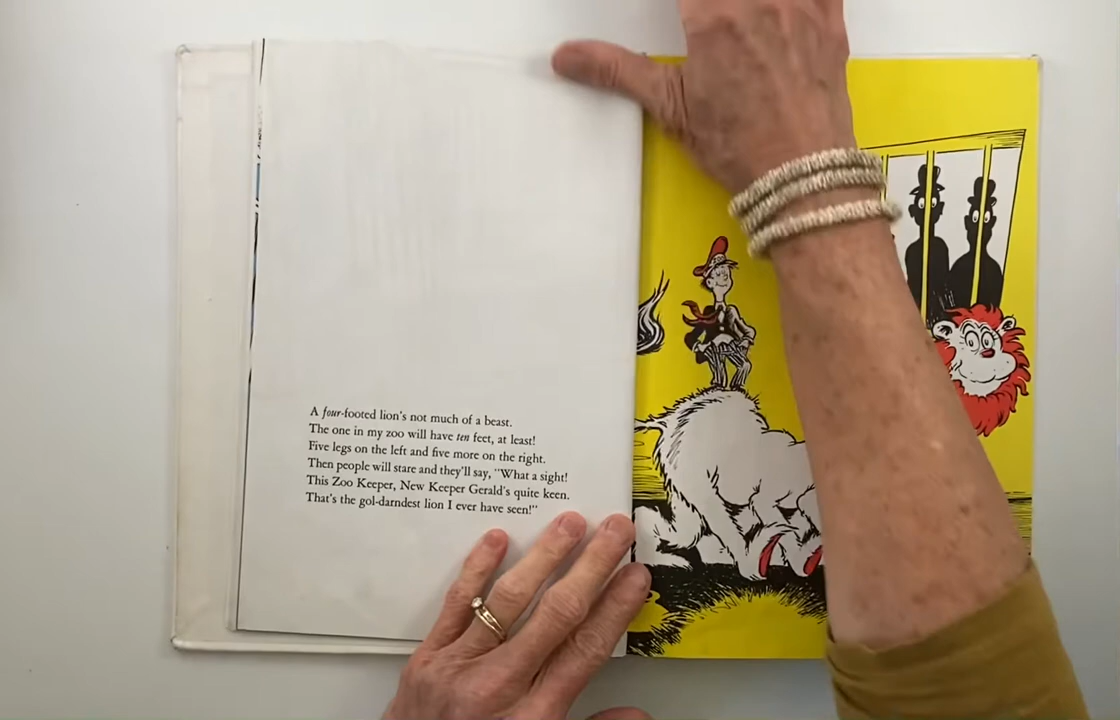 A four-footed lion's not much of a beast.
The one in my zoo will have ten feet, at least!
Five legs on the left and five more on the right.
Then people will stare and they'll say, "What a sight!
This Zoo Keeper, New Keeper Gerald's quite keen.
That's the gol-darndest lion I ever have seen!"